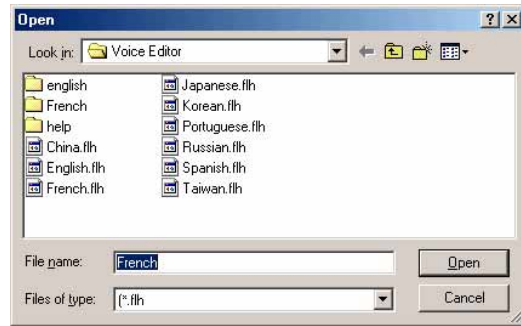 Open
Look in: Voice Editor
english
French
help
China.flh
English.flh
French.flh
Japanese.flh
Korean.flh
Portuguese.flh
Russian.flh
Spanish.flh
Taiwan.flh
File name: French Open
Files of type: (*.flh Cancel